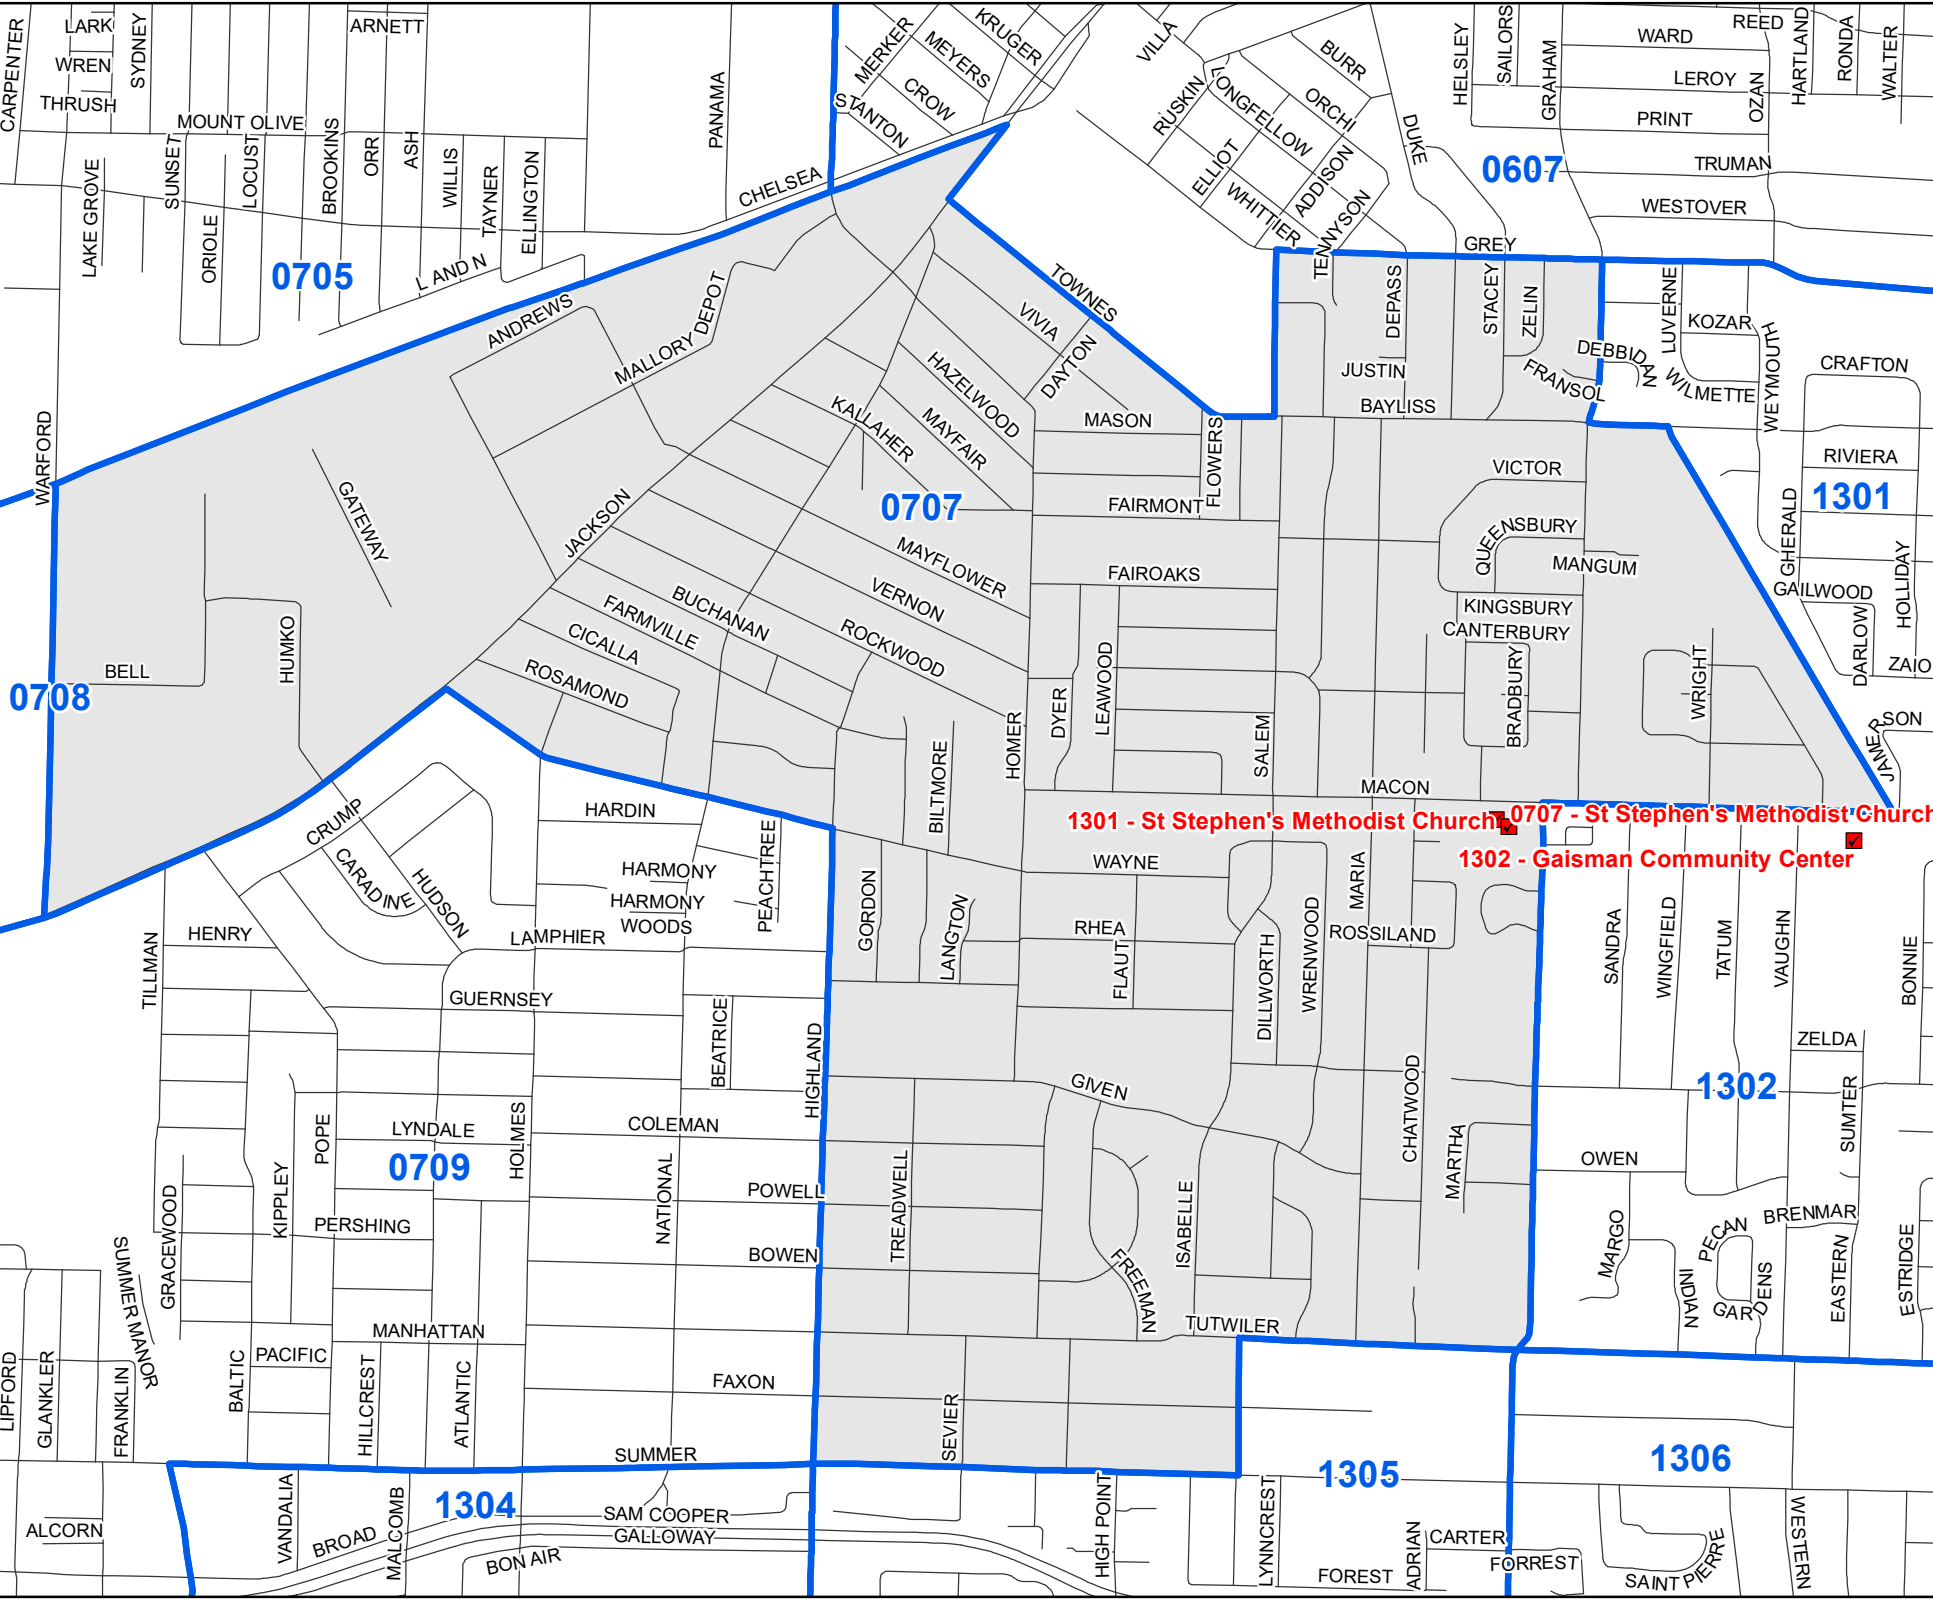 CARPENTER
LARK
WREN
THRUSH
SYDNEY
ARNETT
MOUNT OLIVE
PANAMA
MERKER
MEYERS
KRUGER
CROW
STANTON
VILLA
BURR
RUSKIN
LONGFELLOW
ORCHI
DUKE
HELSLEY
SAILORS
GRAHAM
WARD
REED
LEROY
PRINT
OZAN
HARTLAND
RONDA
WALTER
0607
TRUMAN
WESTOVER
LAKE GROVE
SUNSET
ORIOLE
LOCUST
BROOKINS
ORR
ASH
WILLIS
TAYNER
ELLINGTON
CHELSEA
ELLIOT
ADDISON
WHITTIER
TENNYSON
GREY
0705
L AND N
ANDREWS
MALLORY DEPOT
TOWNES
VIVIA
DAYTON
DEPASS
STACEY
ZELIN
JUSTIN
DEBBIDAN
FRANSOL
LUVERNE
KOZAR
WILMETTE
WEYMOUTH
CRAFTON
BAYLISS
WARFORD
GATEWAY
HAZELWOOD
KALLAHER
MAYFAIR
MASON
FLOWERS
0707
FAIRMONT
VICTOR
RIVIERA
1301
JACKSON
MAYFLOWER
VERNON
ROCKWOOD
BUCHANAN
FARMVILLE
CICALLA
ROSAMOND
FAIROAKS
QUEENSBURY
MANGUM
KINGSBURY
CANTERBURY
GHERALD
GAILWOOD
HOLLIDAY
DARLOW
ZAIO
BELL
HUMKO
0708
DYER
LEAWOOD
HOMER
SALEM
BRADBURY
WRIGHT
JAMERSON
BILTMORE
MACON
1301 - St Stephen's Methodist Church
0707 - St Stephen's Methodist Church
1302 - Gaisman Community Center
CRUMP
HARDIN
CARADINE
HUDSON
HARMONY
HARMONY
WOODS
PEACHTREE
WAYNE
GORDON
LANGTON
RHEA
FLAUT
MARIA
ROSSILAND
WRENWOOD
DILLWORTH
SANDRA
WINGFIELD
TATUM
VAUGHN
BONNIE
HENRY
TILLMAN
LAMPHIER
GUERNSEY
BEATRICE
HIGHLAND
ZELDA
1302
SUMTER
GIVEN
CHATWOOD
MARTHA
POPE
LYNDALE
0709
HOLMES
COLEMAN
KIPPLEY
NATIONAL
POWELL
TREADWELL
ISABELLE
OWEN
GRACEWOOD
PERSHING
BOWEN
FREEMAN
MARGO
PECAN
GARDENS
INDIAN
BRENMAR
EASTERN
ESTRIDGE
SUMMER MANOR
MANHATTAN
TUTWILER
LIPFORD
GLANKLER
FRANKLIN
BALTIC
PACIFIC
HILLCREST
ATLANTIC
FAXON
SEVIER
SUMMER
1305
1306
1304
ALCORN
VANDALIA
BROAD
MALCOMB
SAM COOPER
GALLOWAY
BON AIR
HIGH POINT
LYNNCREST
FOREST
ADRIAN
CARTER
FORREST
SAINT PIERRE
WESTERN